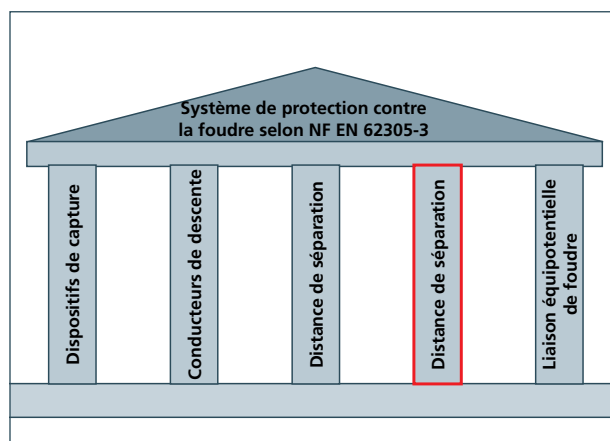 Système de protection contre
la foudre selon NF EN 62305-3
Dispositifs de capture
Conducteurs de descente
Distance de séparation
Distance de séparation
Liaison équipotentielle
de foudre